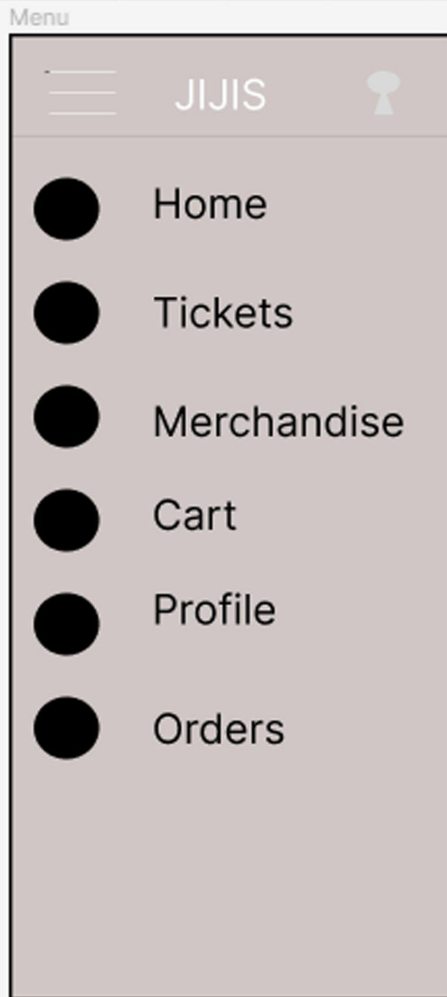 Menu
JIJIS
Home
Tickets
Merchandise
Cart
Profile
Orders